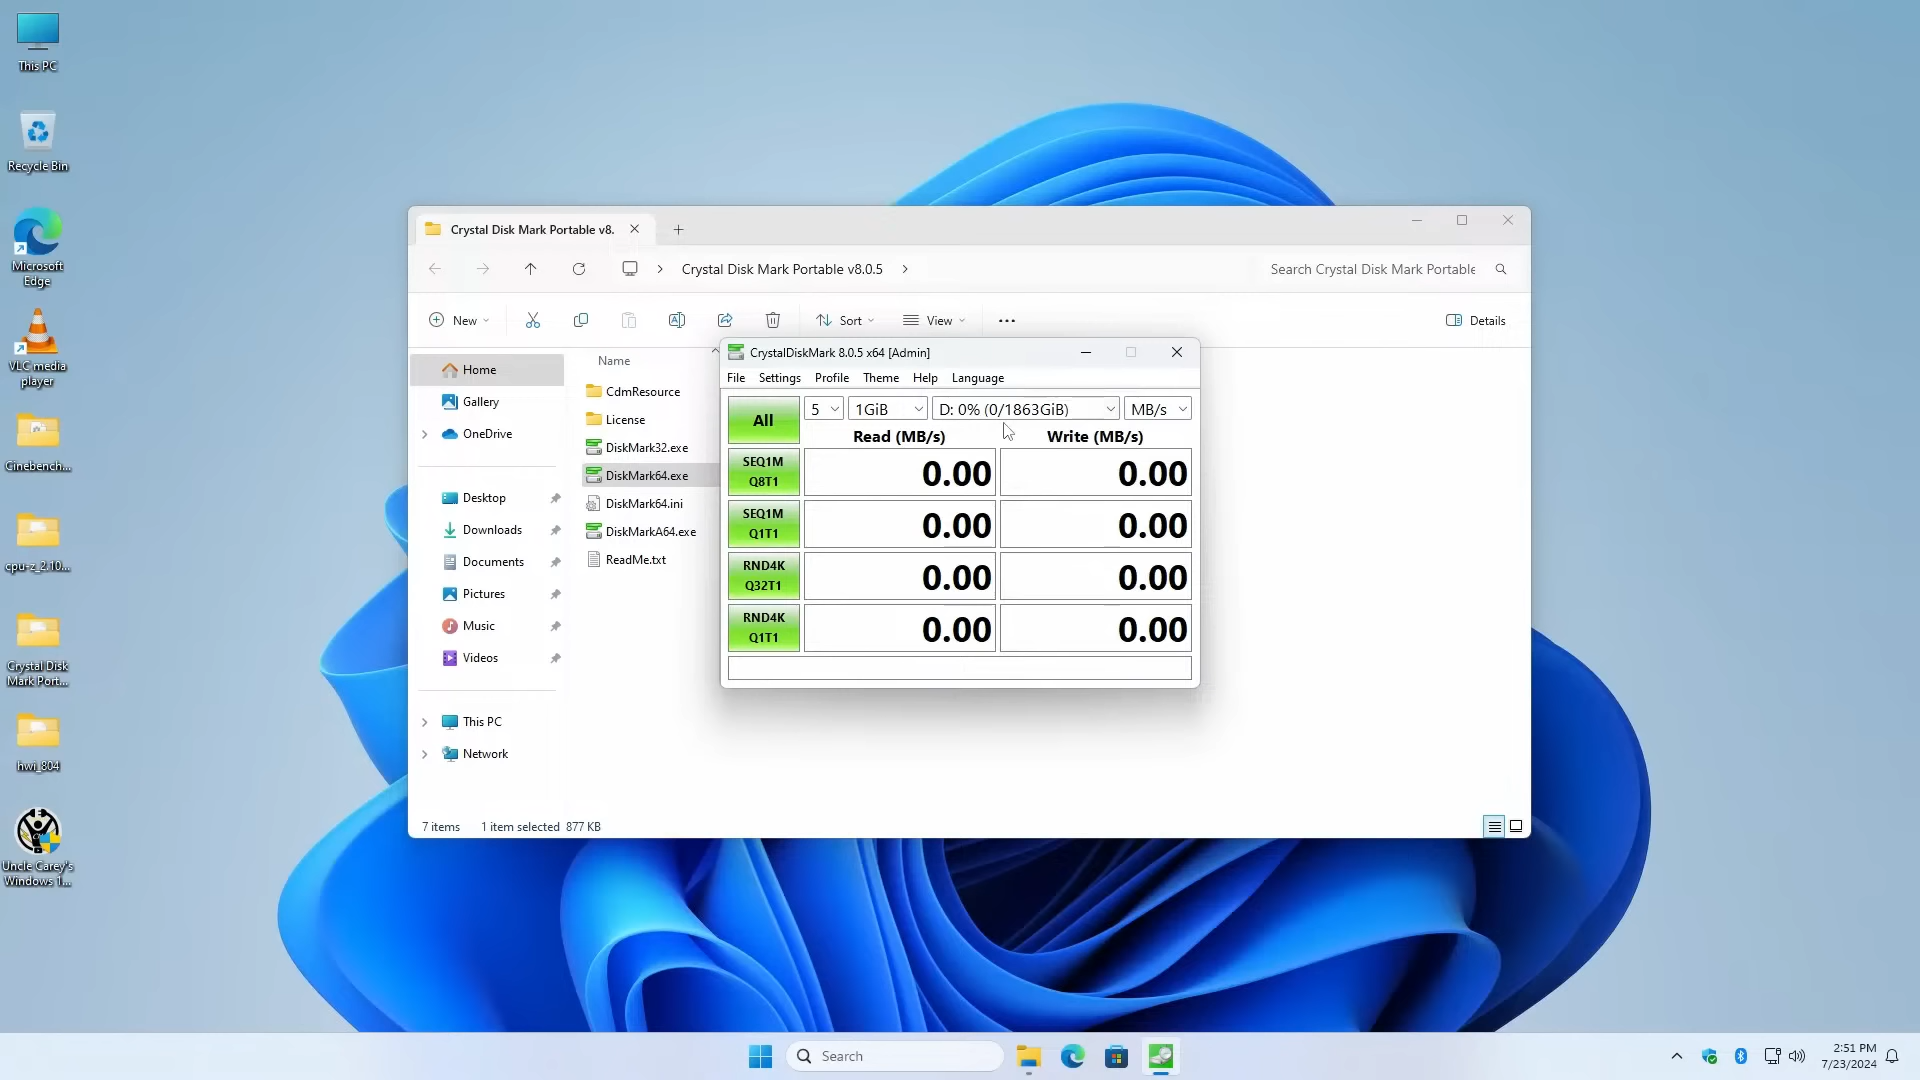 This PC
Recycle Bin
Microsoft
Edge
VLC media
player
Cinebench...
cpu-z_2.10...
Crystal Disk
Mark Port...
hwi_804
Uncle Carey's
Windows 1...
Crystal Disk Mark Portable v8.
Crystal Disk Mark Portable v8.0.5
Search Crystal Disk Mark Portable
New
Sort
View
Details
Home
Gallery
OneDrive
Desktop
Downloads
Documents
Pictures
Music
Videos
This PC
Network
Name
CdmResource
License
DiskMark32.exe
DiskMark64.exe
DiskMark64.ini
DiskMarkA64.exe
ReadMe.txt
7 items 1 item selected 877 KB
CrystalDiskMark 8.0.5 x64 [Admin]
File Settings Profile Theme Help Language
All 5 1GiB D: 0% (0/1863GiB) MB/s
Read (MB/s) Write (MB/s)
SEQ1M
Q8T1
0.00 0.00
SEQ1M
Q1T1
0.00 0.00
RND4K
Q32T1
0.00 0.00
RND4K
Q1T1
0.00 0.00
Search
2:51 PM
7/23/2024